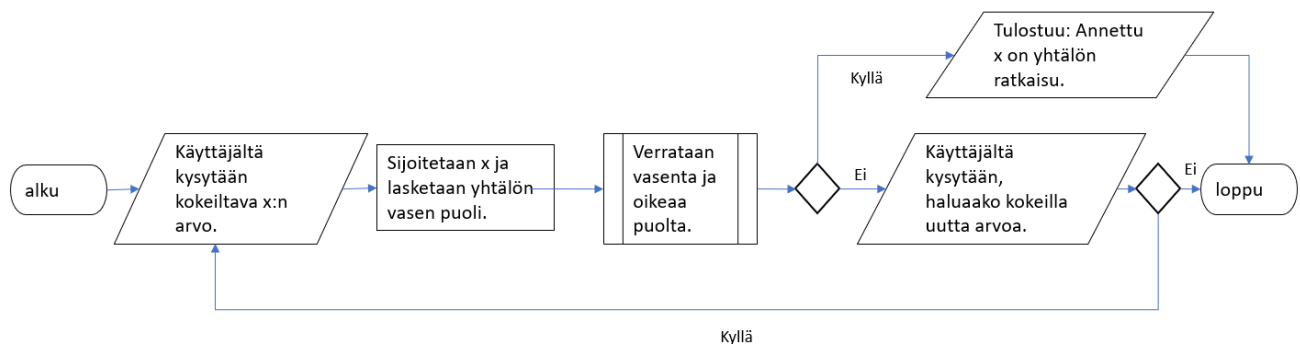 Tulostuu: Annettu
x on yhtälön
ratkaisu.
Kyllä
alku
Käyttäjältä
kysytään
kokeiltava x:n
arvo.
Sijoitetaan x ja
lasketaan yhtälön
vasen puoli.
Verrataan
vasenta ja
oikeaa
puolta.
Ei
Käyttäjältä
kysytään,
haluaako kokeilla
uutta arvoa.
Ei
loppu
Kyllä